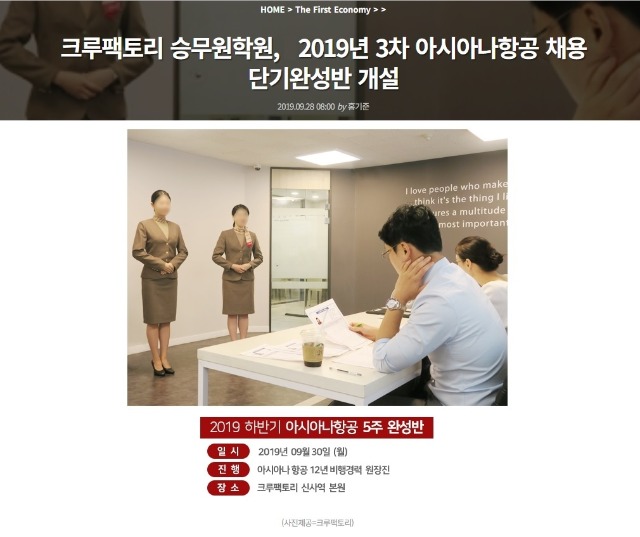 HOME > The First Economy > >
크루팩토리 승무원학원, 2019년 3차 아시아나항공 채용
단기완성반 개설
2019.09.28 08:00 by 홍기준
I love people who make
think it's the thing I li
ures a multitude
most important
2019 하반기 아시아나항공 5주 완성반
일 시 2019년 09월 30일 (월)
진 행 아시아나 항공 12년 비행경력 원장진
장 소 크루팩토리 신사역 본원
(사진제공=크루팩토리)